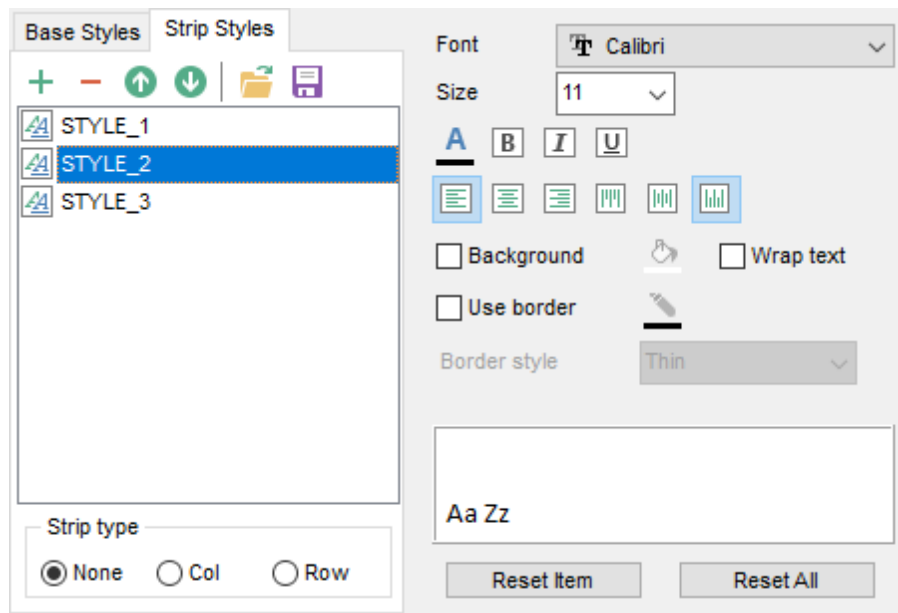 Base Styles
Strip Styles
STYLE_1
STYLE_2
STYLE_3
Strip type
None
Col
Row
Font
Calibri
Size
11
A
B
I
U
Background
Wrap text
Use border
Border style
Thin
Aa Zz
Reset Item
Reset All